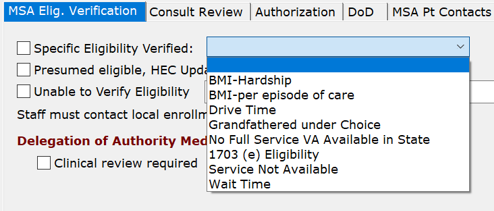 MSA Elig. Verification Consult Review Authorization DoD MSA Pt Contacts
Specific Eligibility Verified:
Presumed eligible, HEC Upda
BMI-Hardship
Unable to Verify Eligibility
BMI-per episode of care
Drive Time
Staff must contact local enrollm
Grandfathered under Choice
Delegation of Authority Med
No Full Service VA Available in State
1703 (e) Eligibility
Clinical review required
Service Not Available
Wait Time